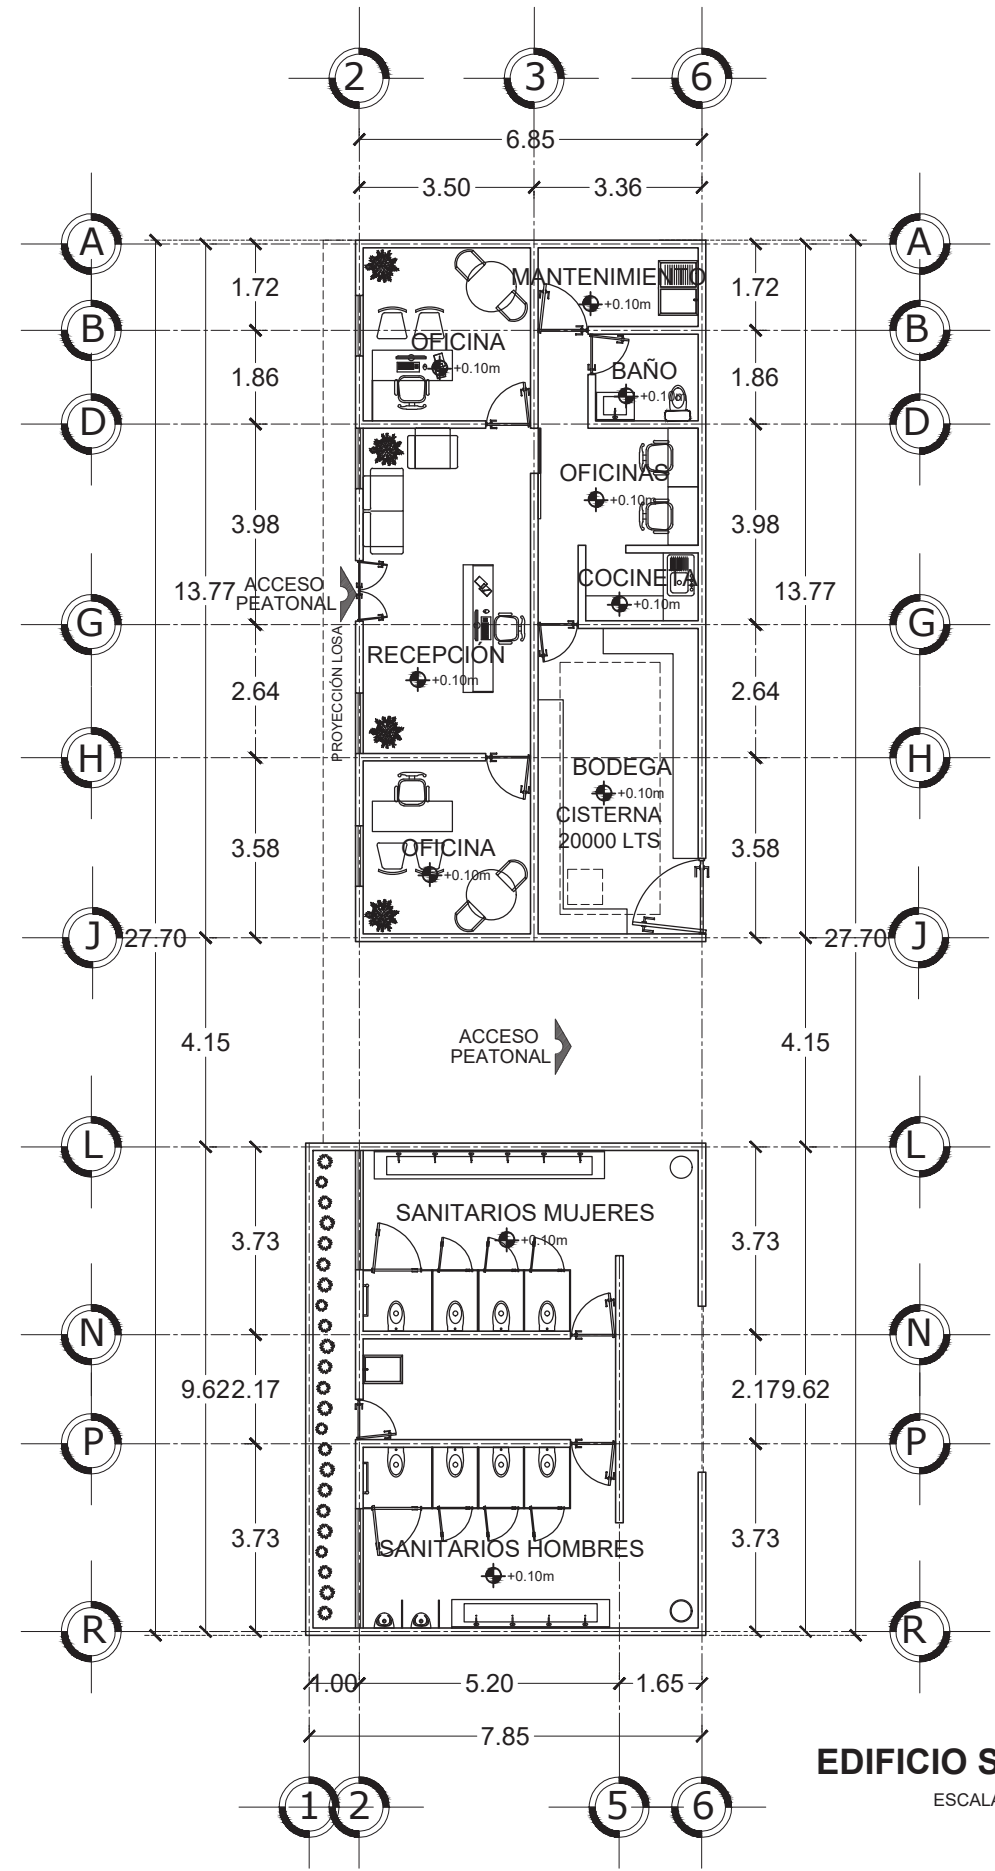 2
3
6
6.85
3.50
3.36
A
A
1.72
1.72
MANTENIMIENTO
+0.10m
B
B
OFICINA
+0.10m
BAÑO
+0.10m
1.86
1.86
D
D
OFICINAS
+0.10m
3.98
3.98
13.77
13.77
ACCESO
PEATONAL
COCINETA
+0.10m
G
G
RECEPCIÓN
+0.10m
PROYECCIÓN LOSA
2.64
2.64
H
H
BODEGA
+0.10m
CISTERNA
20000 LTS
OFICINA
+0.10m
3.58
3.58
J
27.70
27.70
J
4.15
4.15
ACCESO
PEATONAL
L
L
SANITARIOS MUJERES
+0.10m
3.73
3.73
N
N
9.62
2.17
2.17
9.62
P
P
3.73
3.73
SANITARIOS HOMBRES
+0.10m
R
R
1.00
5.20
1.65
7.85
EDIFICIO S
ESCALA
1
2
5
6